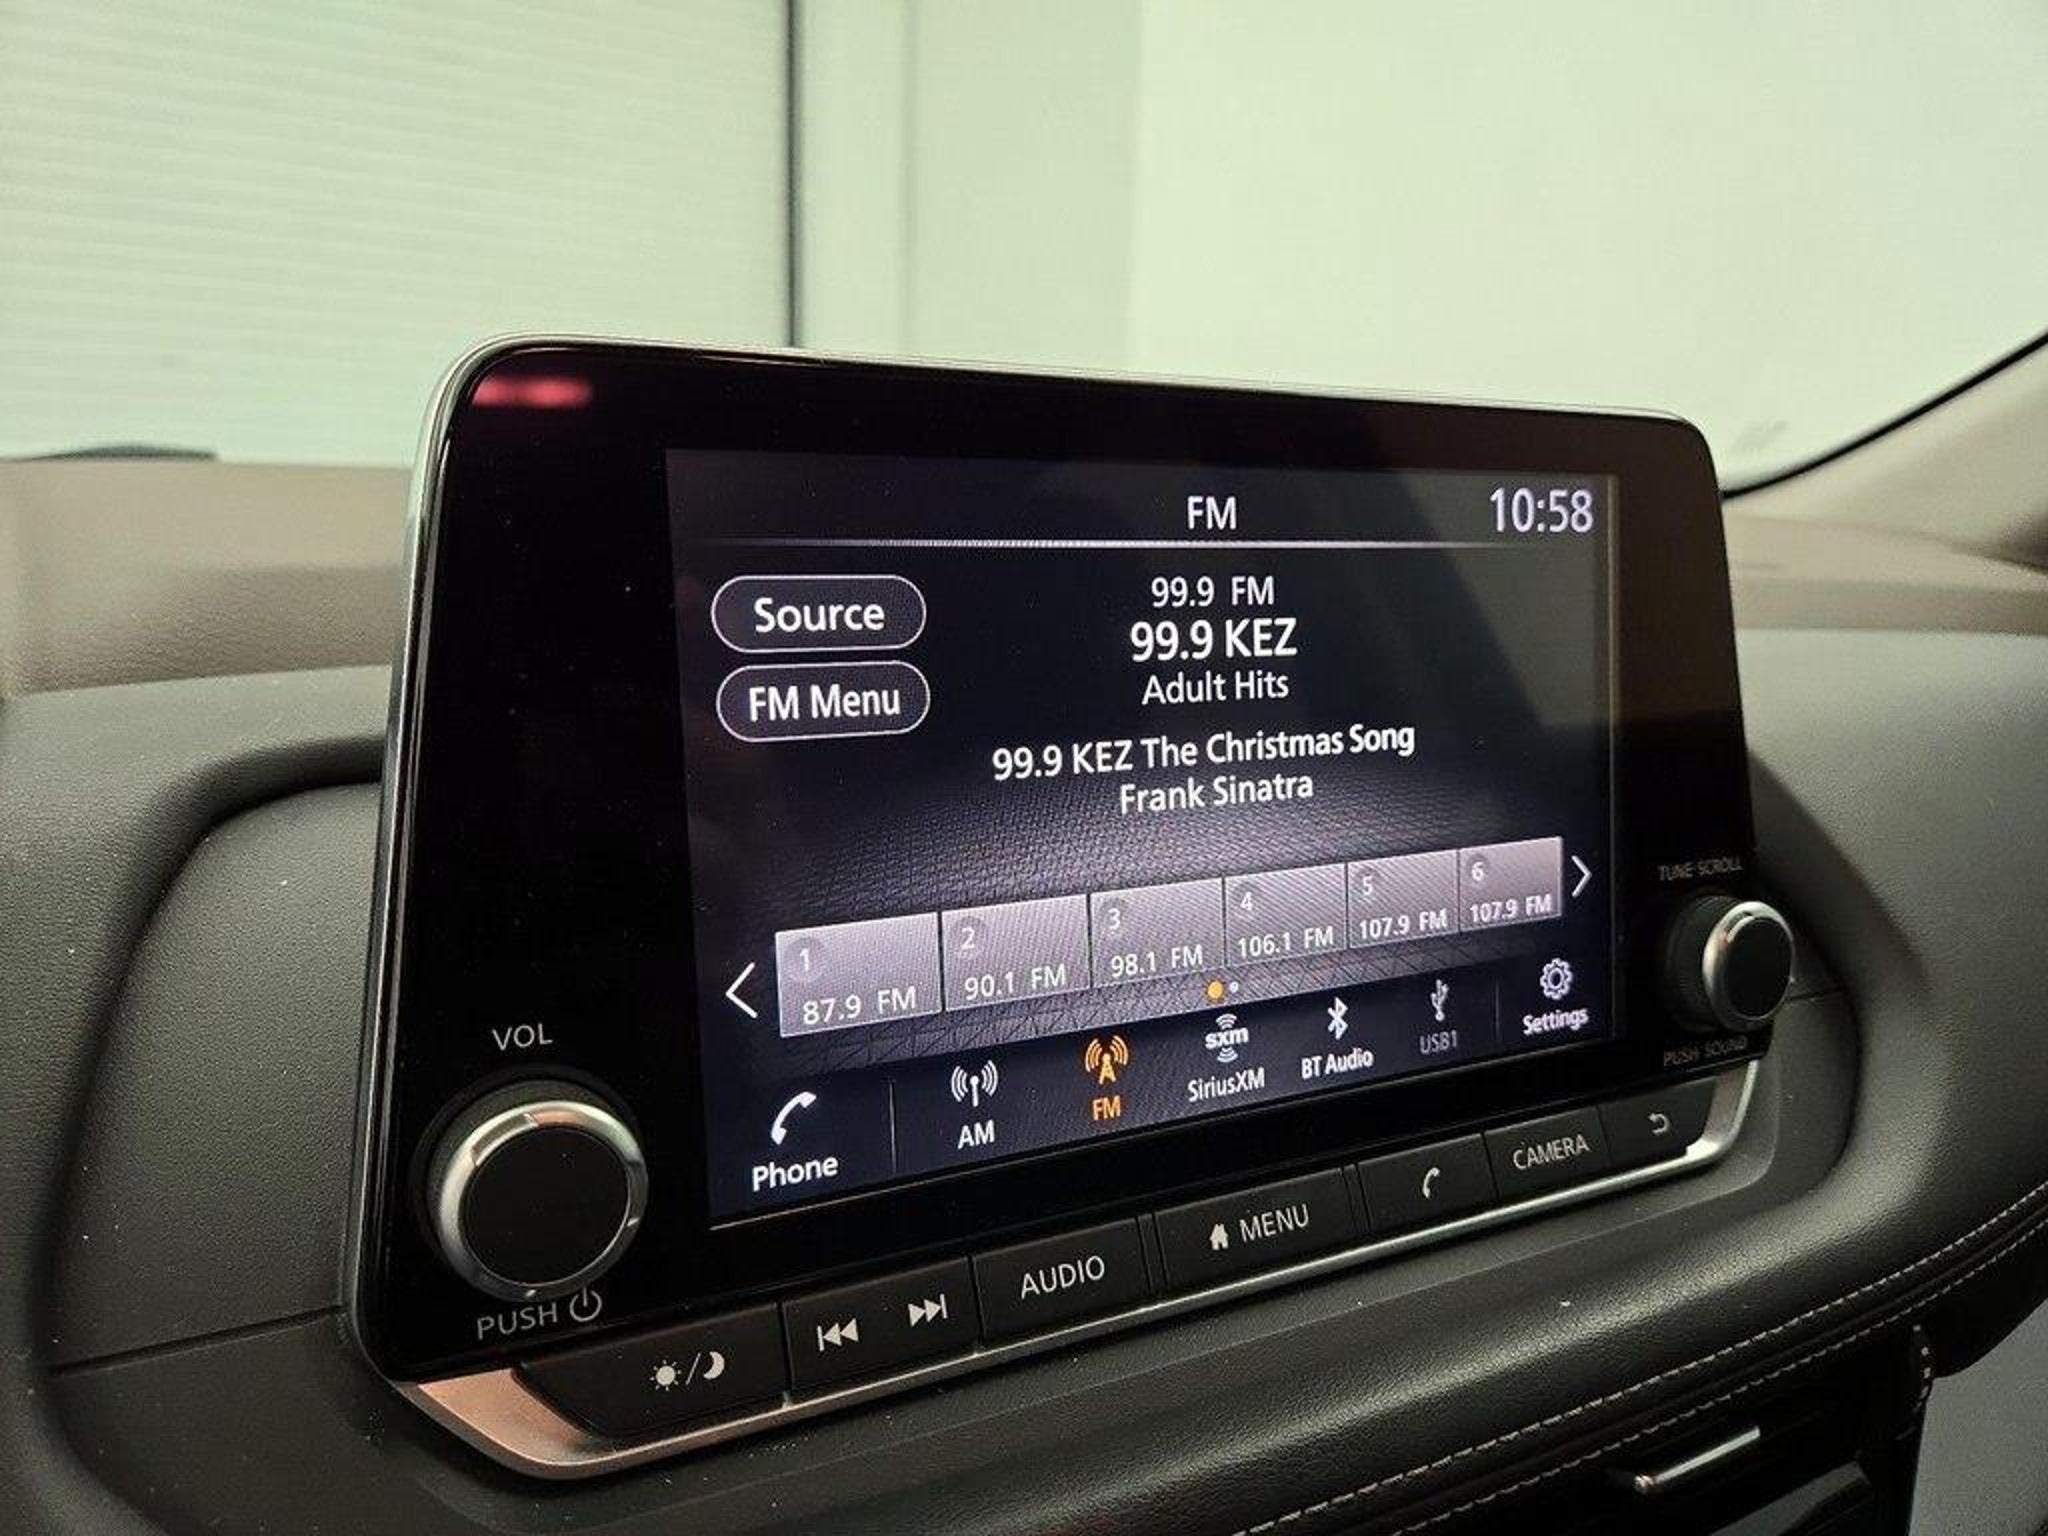 FM
10:58
Source
99.9 FM
99.9 KEZ
FM Menu
Adult Hits
99.9 KEZ The Christmas Song
Frank Sinatra
1
87.9 FM
2
90.1 FM
3
98.1 FM
4
106.1 FM
5
107.9 FM
6
107.9 FM
TUNE·SCROLL
PUSH SOUND
VOL
PUSH
Phone
AM
FM
sxm
SiriusXM
BT Audio
USB1
Settings
AUDIO
MENU
CAMERA